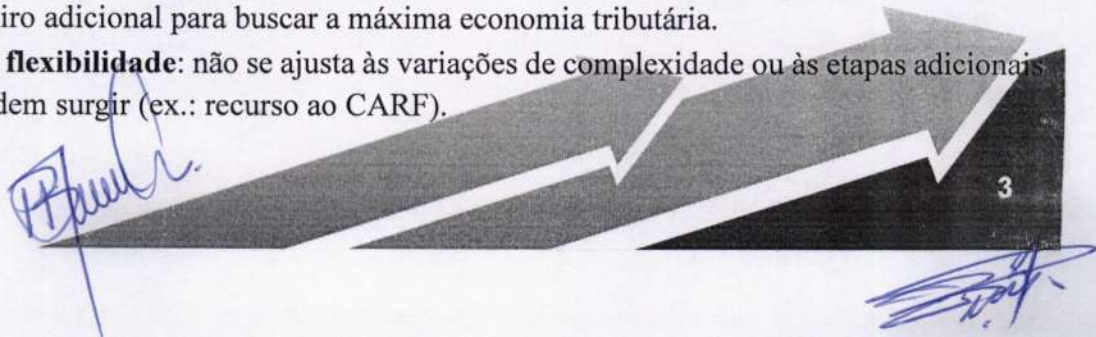 iro adicional para buscar a máxima economia tributária.
flexibilidade: não se ajusta às variações de complexidade ou às etapas adicionais
dem surgir (ex.: recurso ao CARF).
3